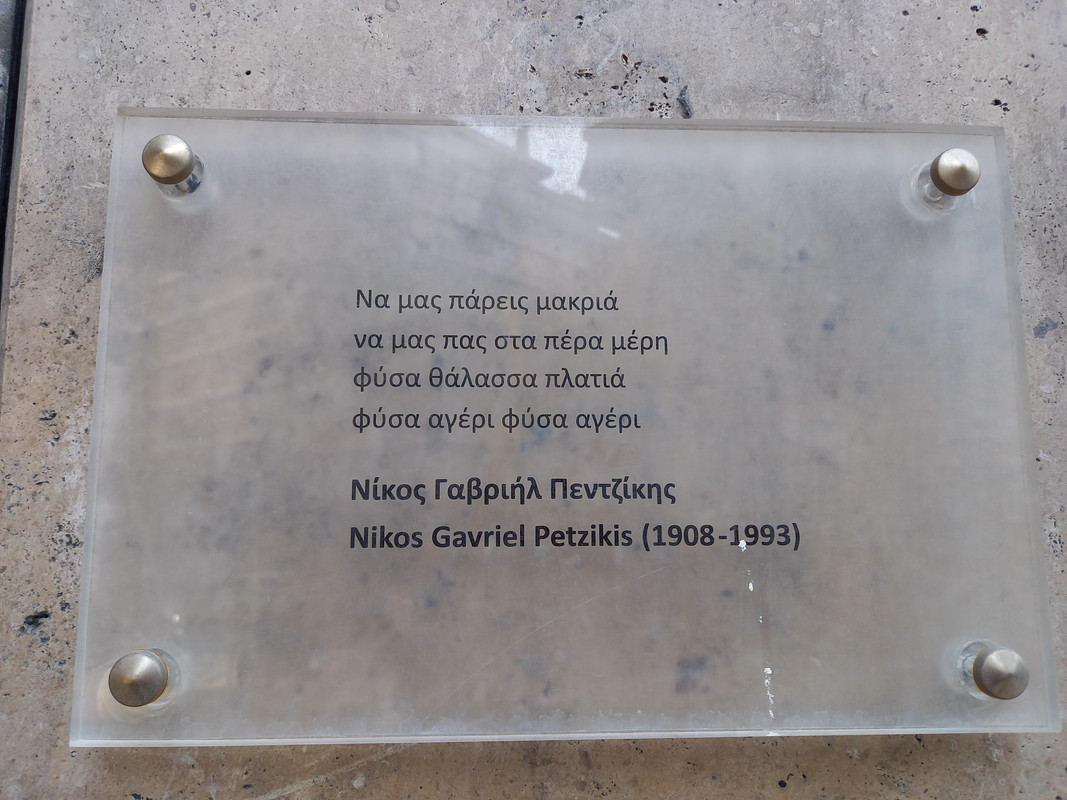 Να μας πάρεις μακριά
να μας πας στα πέρα μέρη
φύσα θάλασσα πλατιά
φύσα αγέρι φύσα αγέρι
Νίκος Γαβριήλ Πεντζίκης
Nikos Gavriel Petzikis (1908-1993)